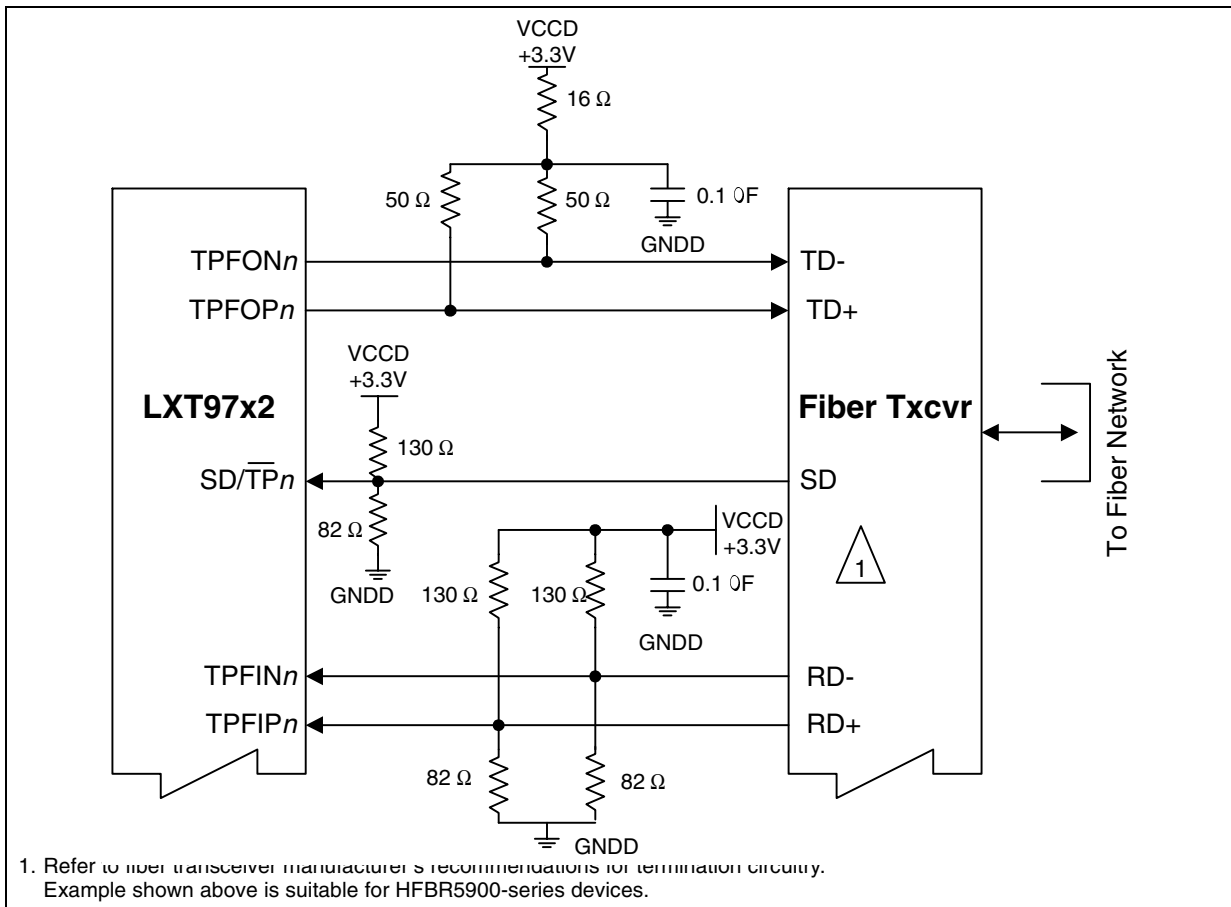 VCCD
+3.3V
16 Ω
50 Ω
50 Ω
0.1 F
GNDD
TPFONn
TD-
TPFOPn
TD+
VCCD
+3.3V
LXT97x2
Fiber Txcvr
130 Ω
SD/TPn
SD
82 Ω
GNDD
VCCD
+3.3V
130 Ω
130 Ω
0.1 F
GNDD
1
To Fiber Network
TPFINn
RD-
TPFIPn
RD+
82 Ω
82 Ω
GNDD
1. Refer to fiber transceiver manufacturer's recommendations for termination circuitry.
Example shown above is suitable for HFBR5900-series devices.